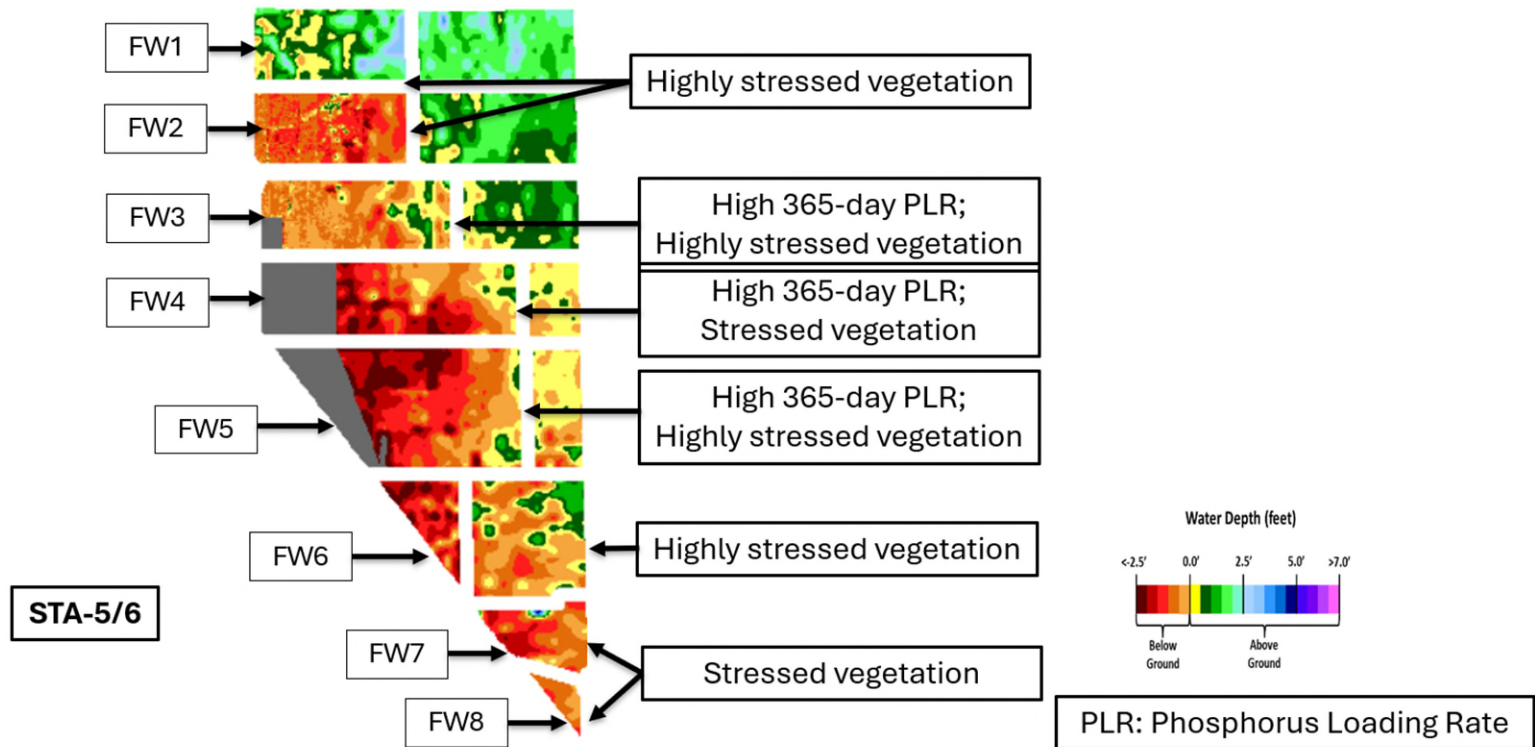 FW1
Highly stressed vegetation
FW2
FW3
High 365-day PLR;
Highly stressed vegetation
FW4
High 365-day PLR;
Stressed vegetation
FW5
High 365-day PLR;
Highly stressed vegetation
FW6
Highly stressed vegetation
STA-5/6
FW7
Stressed vegetation
FW8
Water Depth (feet)
<-2.5' 0.0' 2.5' 5.0' >7.0'
Below Ground
Above Ground
PLR: Phosphorus Loading Rate